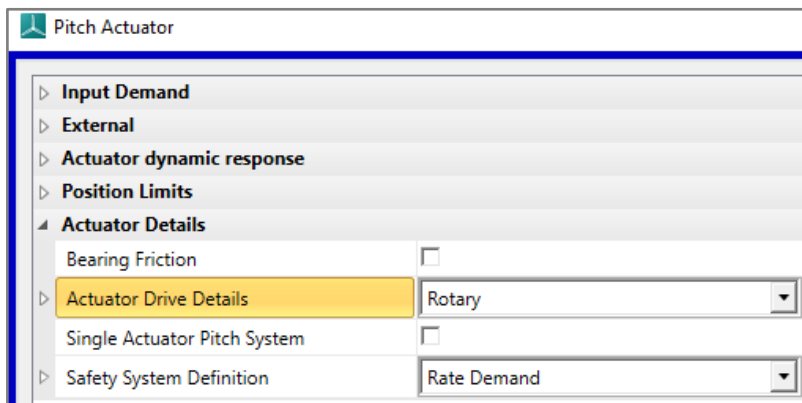 Pitch Actuator
Input Demand
External
Actuator dynamic response
Position Limits
Actuator Details
Bearing Friction
Actuator Drive Details Rotary
Single Actuator Pitch System
Safety System Definition Rate Demand